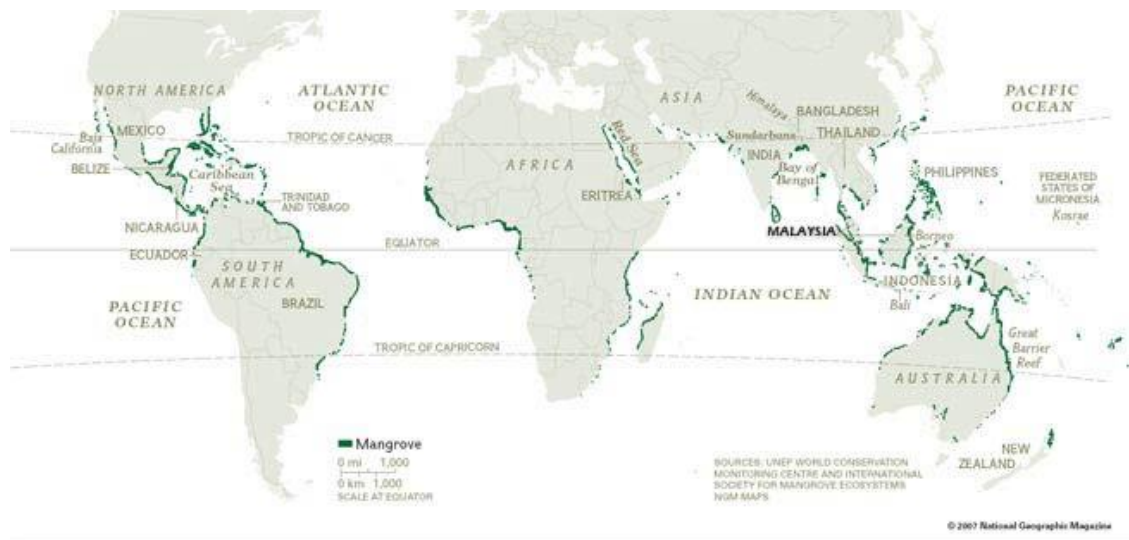 NORTH AMERICA
ATLANTIC
OCEAN
ASIA
Himalaya
BANGLADESH
PACIFIC
OCEAN
Baja
California
MEXICO
TROPIC OF CANCER
Red Sea
Sundarbans
THAILAND
BELIZE
Caribbean
Sea
AFRICA
INDIA
Bay of
Bengal
PHILIPPINES
FEDERATED
STATES OF
MICRONESIA
Kosrae
TRINIDAD
AND TOBAGO
ERITREA
NICARAGUA
MALAYSIA
Borneo
ECUADOR
EQUATOR
SOUTH
AMERICA
INDONESIA
PACIFIC
OCEAN
BRAZIL
INDIAN OCEAN
Bali
Great
Barrier
Reef
TROPIC OF CAPRICORN
AUSTRALIA
Mangrove
0 mi 1,000
0 km 1,000
SCALE AT EQUATOR
SOURCES: UNEP WORLD CONSERVATION
MONITORING CENTRE AND INTERNATIONAL
SOCIETY FOR MANGROVE ECOSYSTEMS
NGM MAPS
NEW
ZEALAND
© 2007 National Geographic Magazine